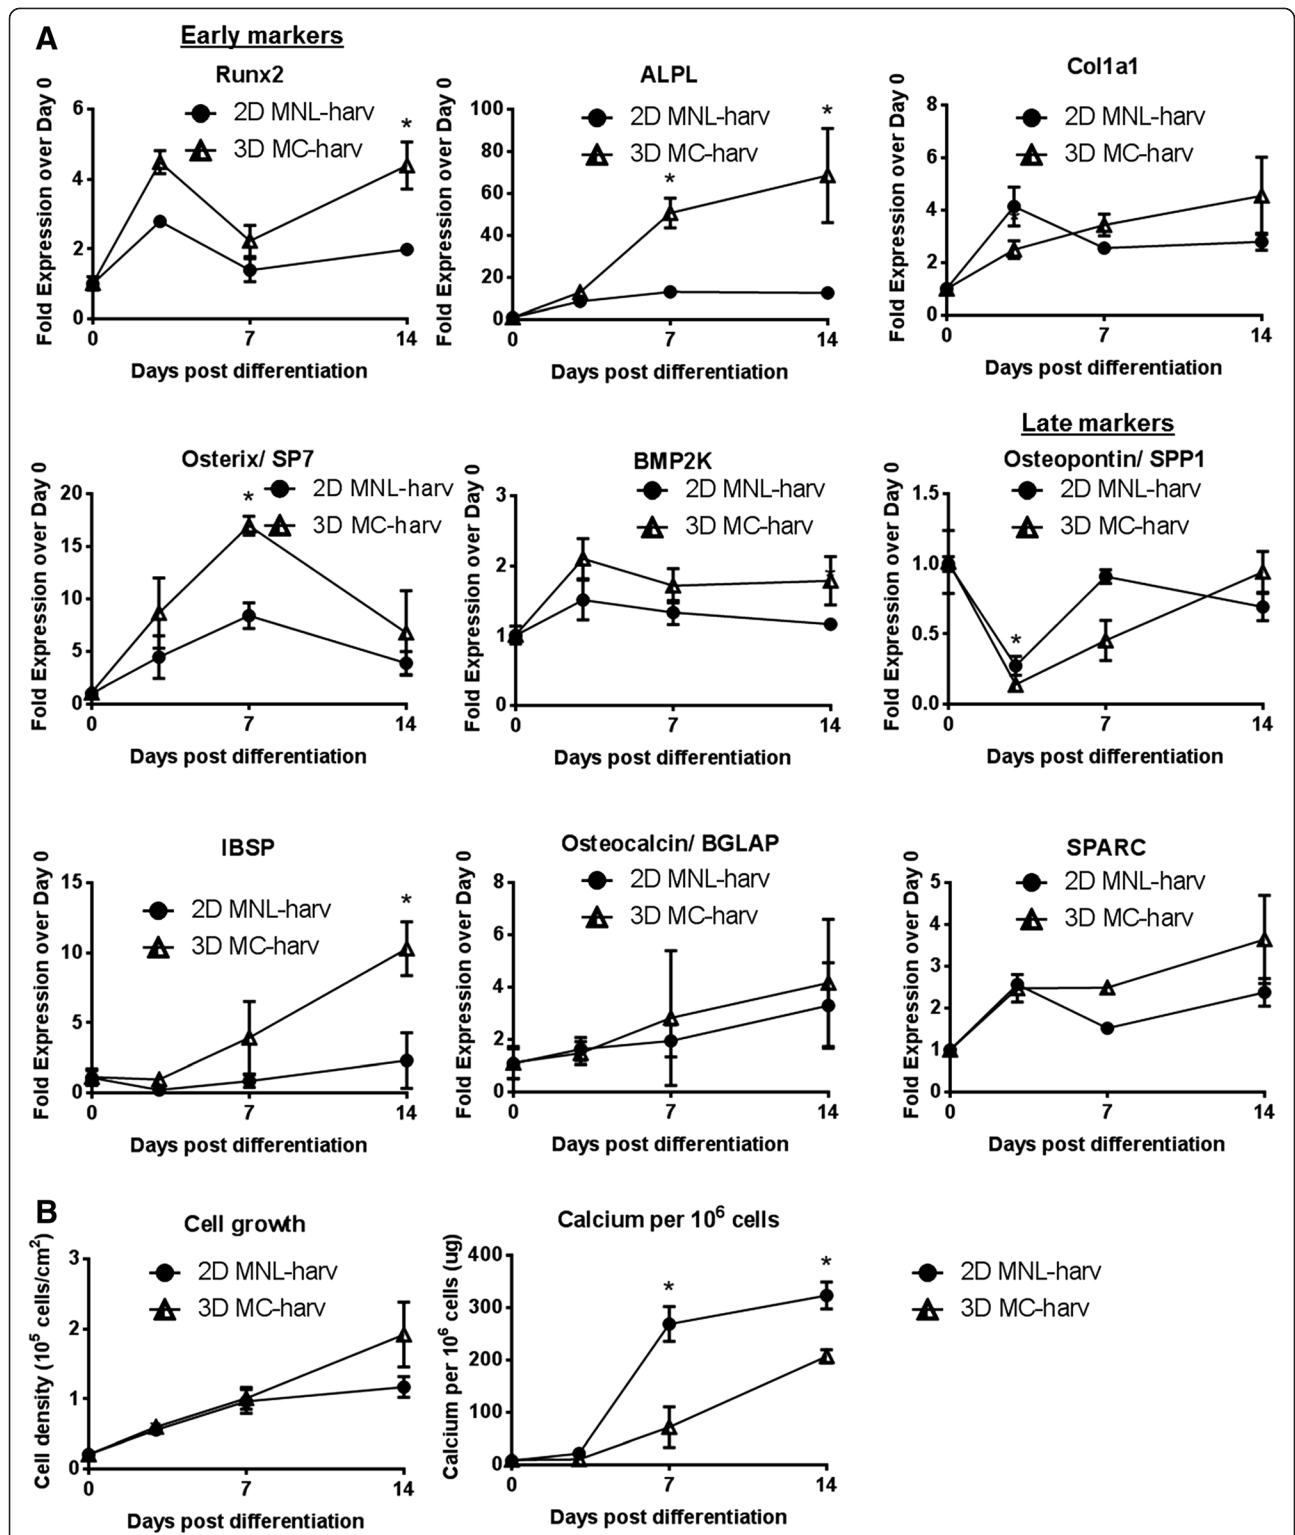 A
Early markers
Runx2
Fold Expression over Day 0
6
4
2
0
2D MNL-harv
3D MC-harv
*
0 7 14
Days post differentiation
ALPL
Fold Expression over Day 0
100
80
60
40
20
0
2D MNL-harv
3D MC-harv
*
*
0 7 14
Days post differentiation
Col1a1
Fold Expression over Day 0
8
6
4
2
0
2D MNL-harv
3D MC-harv
*
0 7 14
Days post differentiation
Osterix/ SP7
Fold Expression over Day 0
20
15
10
5
0
2D MNL-harv
3D MC-harv
*
0 7 14
Days post differentiation
BMP2K
Fold Expression over Day 0
3
2
1
0
2D MNL-harv
3D MC-harv
*
0 7 14
Days post differentiation
Late markers
Osteopontin/ SPP1
Fold Expression over Day 0
1.5
1.0
0.5
0.0
2D MNL-harv
3D MC-harv
*
0 7 14
Days post differentiation
IBSP
Fold Expression over Day 0
15
10
5
0
2D MNL-harv
3D MC-harv
*
0 7 14
Days post differentiation
Osteocalcin/ BGLAP
Fold Expression over Day 0
8
6
4
2
0
2D MNL-harv
3D MC-harv
0 7 14
Days post differentiation
SPARC
Fold Expression over Day 0
5
4
3
2
1
0
2D MNL-harv
3D MC-harv
0 7 14
Days post differentiation
B
Cell growth
Cell density (10⁵ cells/cm²)
3
2
1
0
2D MNL-harv
3D MC-harv
0 7 14
Days post differentiation
Calcium per 10⁶ cells
Calcium per 10⁶ cells (ug)
400
300
200
100
0
*
*
0 7 14
Days post differentiation
2D MNL-harv
3D MC-harv